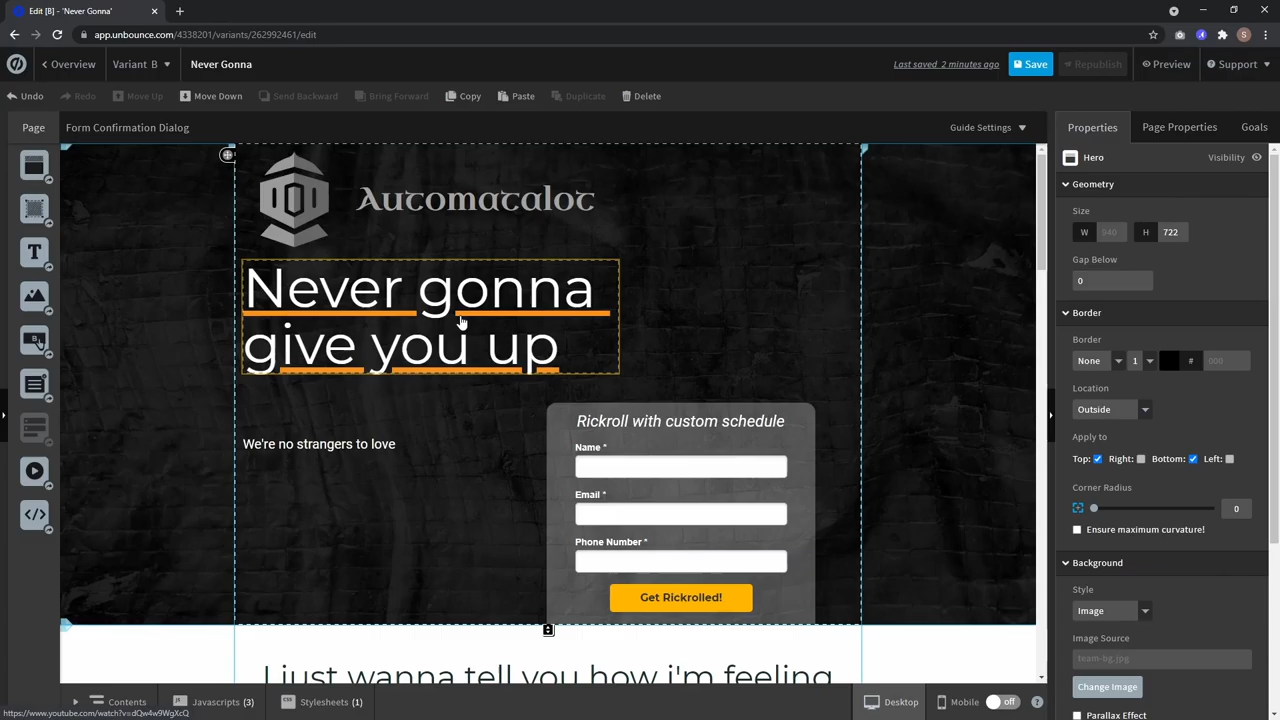 Edit [B] - 'Never Gonna'
app.unbounce.com/4338201/variants/262992461/edit
S
Overview
Variant B
Never Gonna
Last saved 2 minutes ago
Save
Republish
Preview
Support
Undo
Redo
Move Up
Move Down
Send Backward
Bring Forward
Copy
Paste
Duplicate
Delete
Page
Form Confirmation Dialog
Guide Settings
Properties
Page Properties
Goals
Automatalot
Never gonna
give you up
We're no strangers to love
Rickroll with custom schedule
Name *
Email *
Phone Number *
Get Rickrolled!
I just wanna tell you how i'm feeling
Hero
Visibility
Geometry
Size
W 940 H 722
Gap Below
0
Border
Border
None 1 # 000
Location
Outside
Apply to
Top: Right: Bottom: Left:
Corner Radius
0
Ensure maximum curvature!
Background
Style
Image
Image Source
team-bg.jpg
Change Image
Parallax Effect
Contents
Javascripts (3)
Stylesheets (1)
Desktop
Mobile
off
https://www.youtube.com/watch?v=dQw4w9WgXcQ